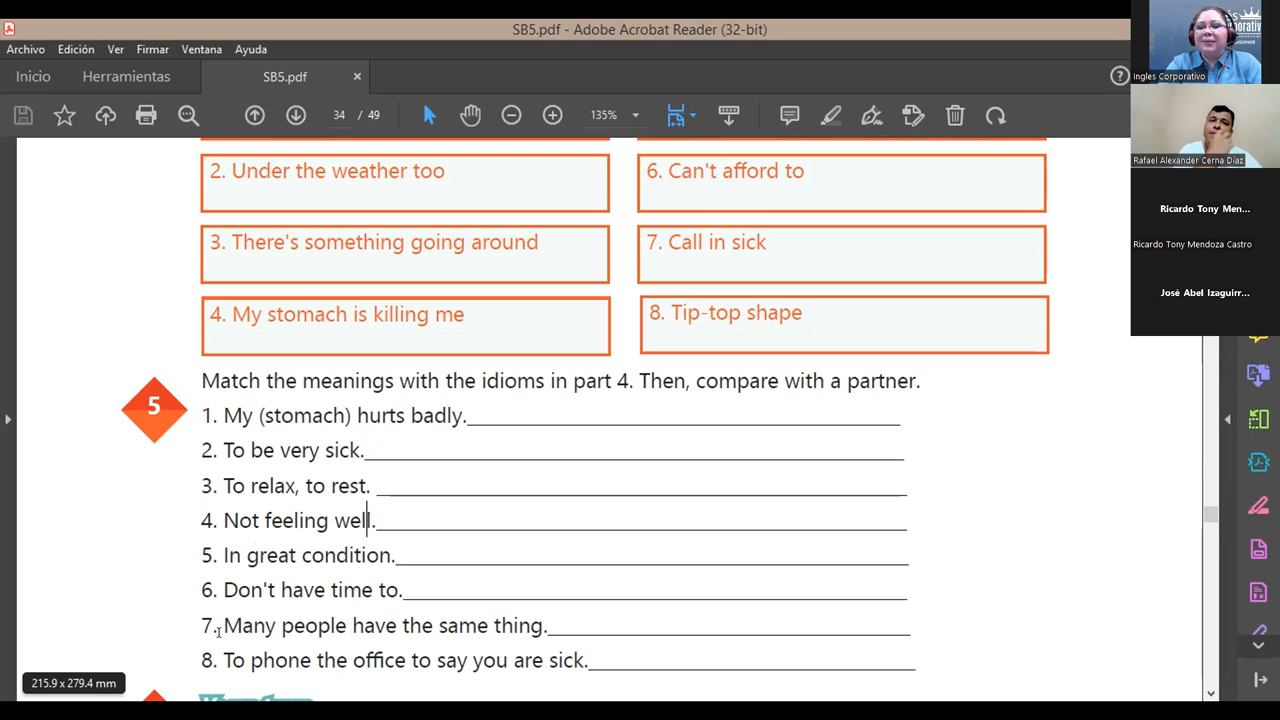 SB5.pdf - Adobe Acrobat Reader (32-bit)
Archivo Edición Ver Firmar Ventana Ayuda
Inicio Herramientas SB5.pdf ×
34 / 49 135%
2. Under the weather too
6. Can't afford to
3. There's something going around
7. Call in sick
4. My stomach is killing me
8. Tip-top shape
5
Match the meanings with the idioms in part 4. Then, compare with a partner.
1. My (stomach) hurts badly.
2. To be very sick.
3. To relax, to rest.
4. Not feeling well.
5. In great condition.
6. Don't have time to.
7. Many people have the same thing.
8. To phone the office to say you are sick.
215.9 x 279.4 mm
Ingles Corporativo
Rafael Alexander Cerna Díaz
Ricardo Tony Men...
Ricardo Tony Mendoza Castro
Josè Abel Izaguirr...